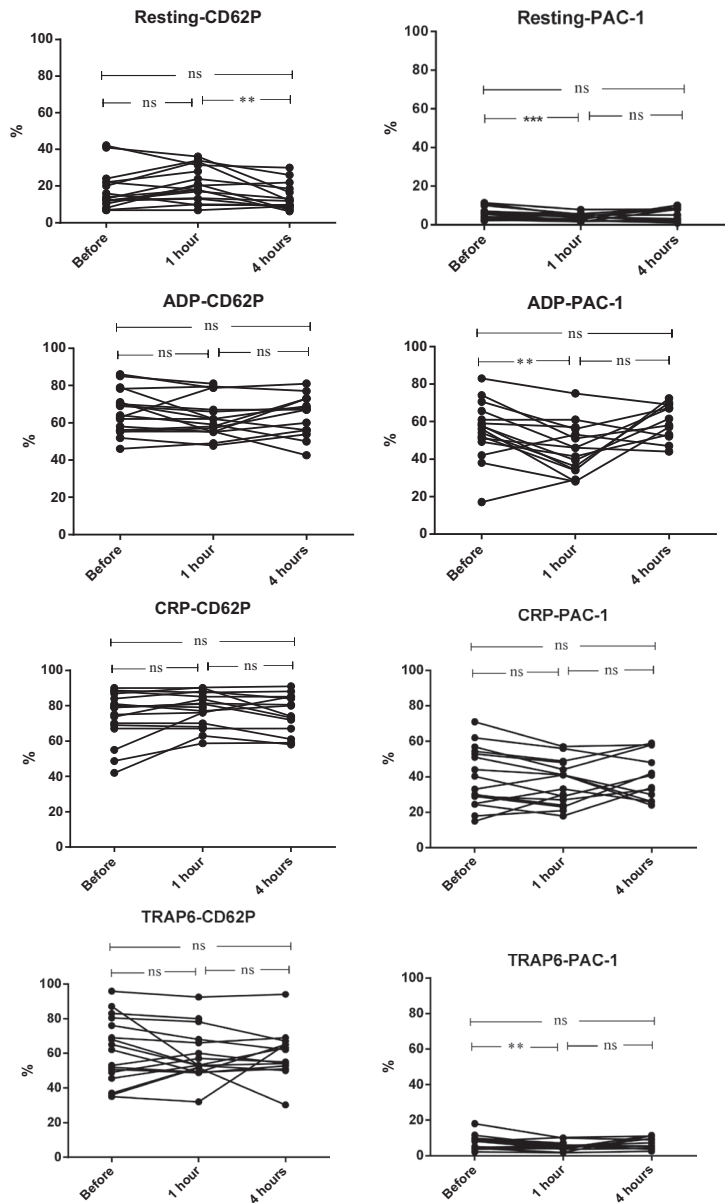 Resting-CD62P
100
80
60
40
20
0
%
ns
ns
**
Before
1 hour
4 hours
Resting-PAC-1
100
80
60
40
20
0
%
ns
***
ns
Before
1 hour
4 hours
ADP-CD62P
100
80
60
40
20
0
%
ns
ns
ns
Before
1 hour
4 hours
ADP-PAC-1
100
80
60
40
20
0
%
ns
**
ns
Before
1 hour
4 hours
CRP-CD62P
100
80
60
40
20
0
%
ns
ns
ns
Before
1 hour
4 hours
CRP-PAC-1
100
80
60
40
20
0
%
ns
ns
ns
Before
1 hour
4 hours
TRAP6-CD62P
100
80
60
40
20
0
%
ns
ns
ns
Before
1 hour
4 hours
TRAP6-PAC-1
100
80
60
40
20
0
%
ns
**
ns
Before
1 hour
4 hours